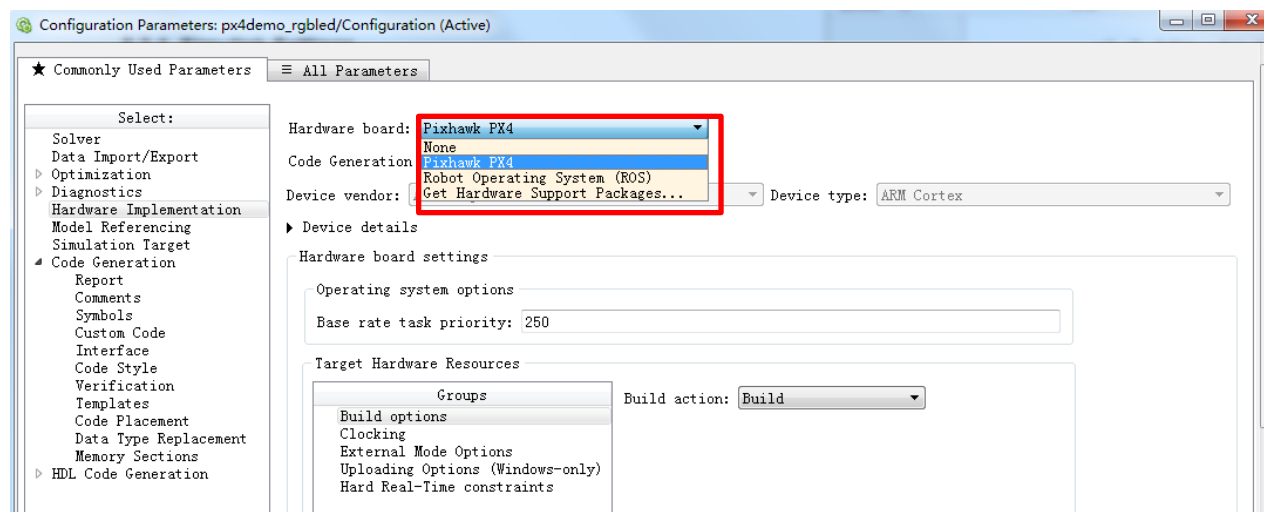 Configuration Parameters: px4demo_rgbled/Configuration (Active)
★ Commonly Used Parameters
≡ All Parameters
Select:
Solver
Data Import/Export
Optimization
Diagnostics
Hardware Implementation
Model Referencing
Simulation Target
Code Generation
Report
Comments
Symbols
Custom Code
Interface
Code Style
Verification
Templates
Code Placement
Data Type Replacement
Memory Sections
HDL Code Generation
Hardware board: Pixhawk PX4
None
Code Generation
Pixhawk PX4
Robot Operating System (ROS)
Get Hardware Support Packages...
Device vendor:
Device type: ARM Cortex
Device details
Hardware board settings
Operating system options
Base rate task priority: 250
Target Hardware Resources
Groups
Build options
Clocking
External Mode Options
Uploading Options (Windows-only)
Hard Real-Time constraints
Build action: Build